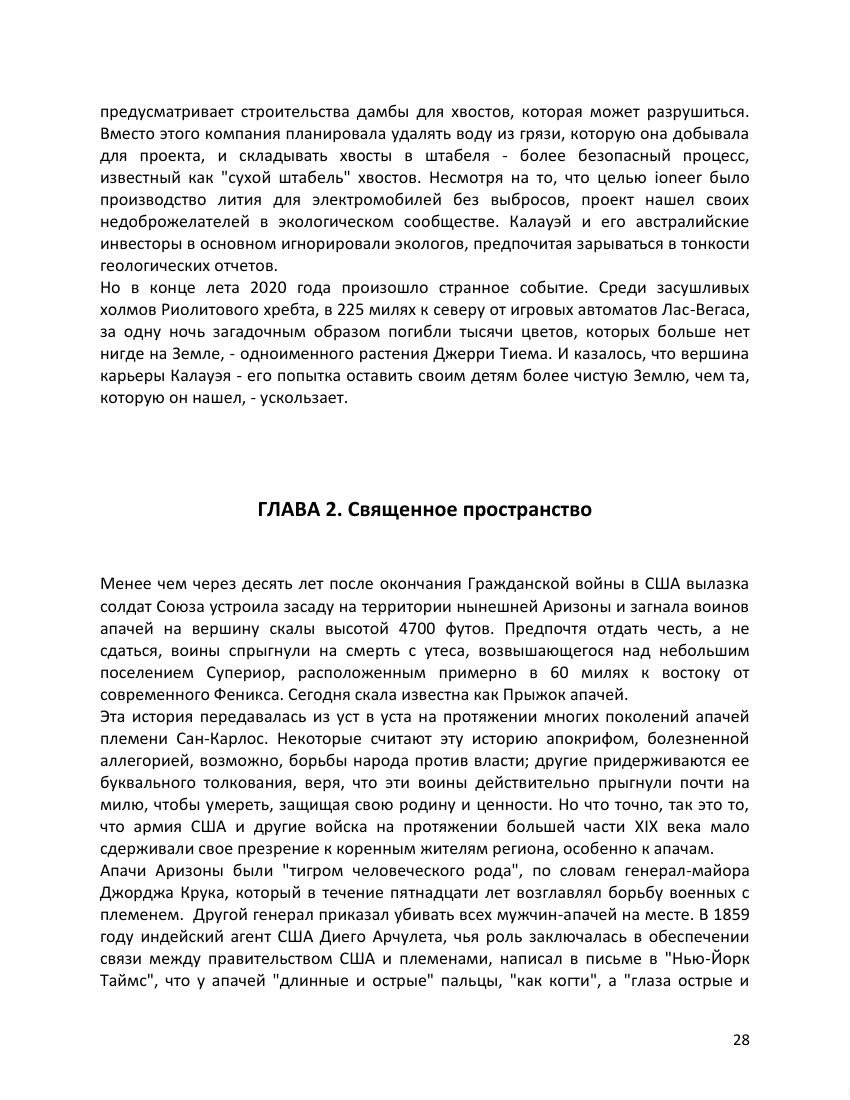 предусматривает строительства дамбы для хвостов, которая может разрушиться.
Вместо этого компания планировала удалять воду из грязи, которую она добывала
для проекта, и складывать хвосты в штабеля - более безопасный процесс,
известный как "сухой штабель" хвостов. Несмотря на то, что целью ioneer было
производство лития для электромобилей без выбросов, проект нашел своих
недоброжелателей в экологическом сообществе. Калауэй и его австралийские
инвесторы в основном игнорировали экологов, предпочитая зарываться в тонкости
геологических отчетов.
Но в конце лета 2020 года произошло странное событие. Среди засушливых
холмов Риолитового хребта, в 225 милях к северу от игровых автоматов Лас-Вегаса,
за одну ночь загадочным образом погибли тысячи цветов, которых больше нет
нигде на Земле, - одноименного растения Джерри Тиема. И казалось, что вершина
карьеры Калауэя - его попытка оставить своим детям более чистую Землю, чем та,
которую он нашел, - ускользает.
ГЛАВА 2. Священное пространство
Менее чем через десять лет после окончания Гражданской войны в США вылазка
солдат Союза устроила засаду на территории нынешней Аризоны и загнала воинов
апачей на вершину скалы высотой 4700 футов. Предпочтя отдать честь, а не
сдаться, воины спрыгнули на смерть с утеса, возвышающегося над небольшим
поселением Супериор, расположенным примерно в 60 милях к востоку от
современного Феникса. Сегодня скала известна как Прыжок апачей.
Эта история передавалась из уст в уста на протяжении многих поколений апачей
племени Сан-Карлос. Некоторые считают эту историю апокрифом, болезненной
аллегорией, возможно, борьбы народа против власти; другие придерживаются ее
буквального толкования, веря, что эти воины действительно прыгнули почти на
милю, чтобы умереть, защищая свою родину и ценности. Но что точно, так это то,
что армия США и другие войска на протяжении большей части XIX века мало
сдерживали свое презрение к коренным жителям региона, особенно к апачам.
Апачи Аризоны были "тигром человеческого рода", по словам генерал-майора
Джорджа Крука, который в течение пятнадцати лет возглавлял борьбу военных с
племенем.  Другой генерал приказал убивать всех мужчин-апачей на месте. В 1859
году индейский агент США Диего Арчулета, чья роль заключалась в обеспечении
связи между правительством США и племенами, написал в письме в "Нью-Йорк
Таймс", что у апачей "длинные и острые" пальцы, "как когти", а "глаза острые и
28